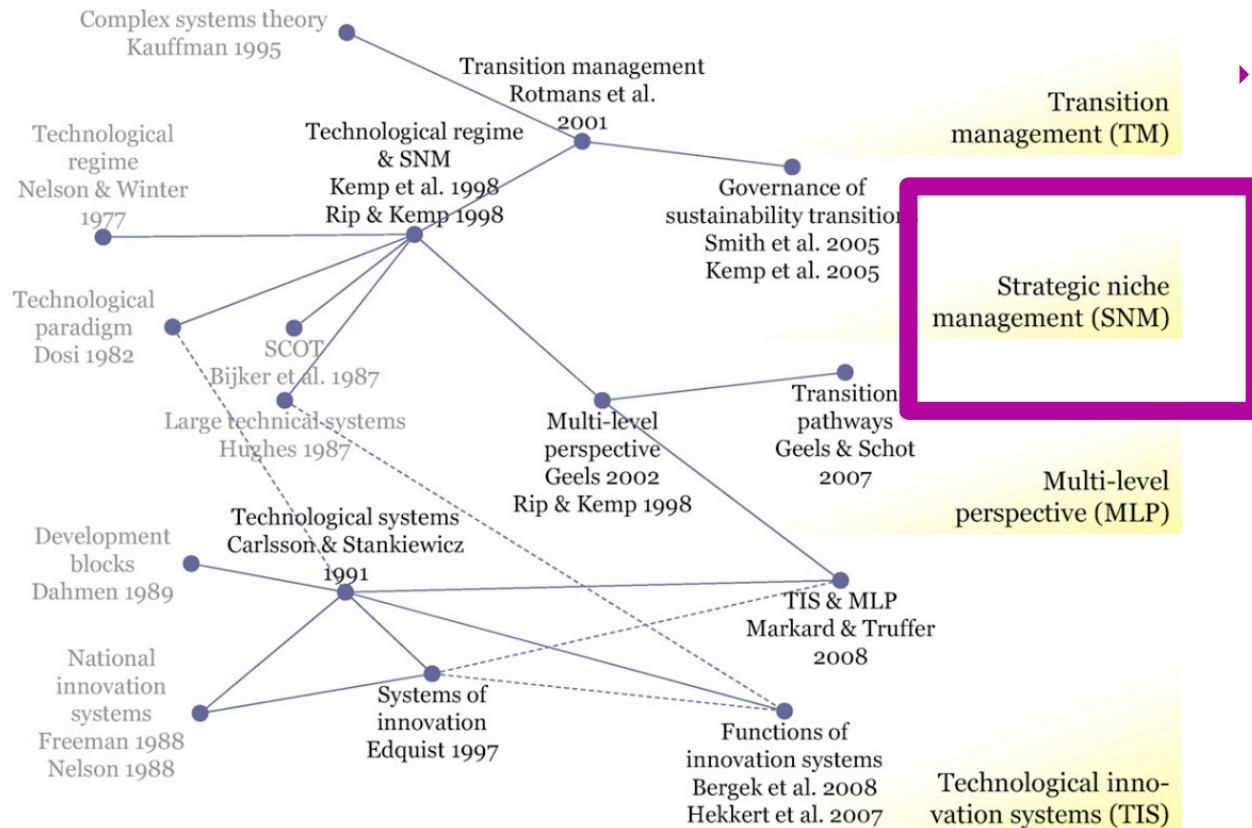 Complex systems theory
Kauffman 1995
Transition management
Rotmans et al.
2001
Transition
management (TM)
Technological
regime
Nelson & Winter
1977
Technological regime
& SNM
Kemp et al. 1998
Rip & Kemp 1998
Governance of
sustainability transition
Smith et al. 2005
Kemp et al. 2005
Strategic niche
management (SNM)
Technological
paradigm
Dosi 1982
SCOT
Bijker et al. 1987
Large technical systems
Hughes 1987
Multi-level
perspective
Geels 2002
Rip & Kemp 1998
Transition
pathways
Geels & Schot
2007
Multi-level
perspective (MLP)
Development
blocks
Dahmen 1989
Technological systems
Carlsson & Stankiewicz
1991
TIS & MLP
Markard & Truffer
2008
National
innovation
systems
Freeman 1988
Nelson 1988
Systems of
innovation
Edquist 1997
Functions of
innovation systems
Bergek et al. 2008
Hekkert et al. 2007
Technological inno-
vation systems (TIS)